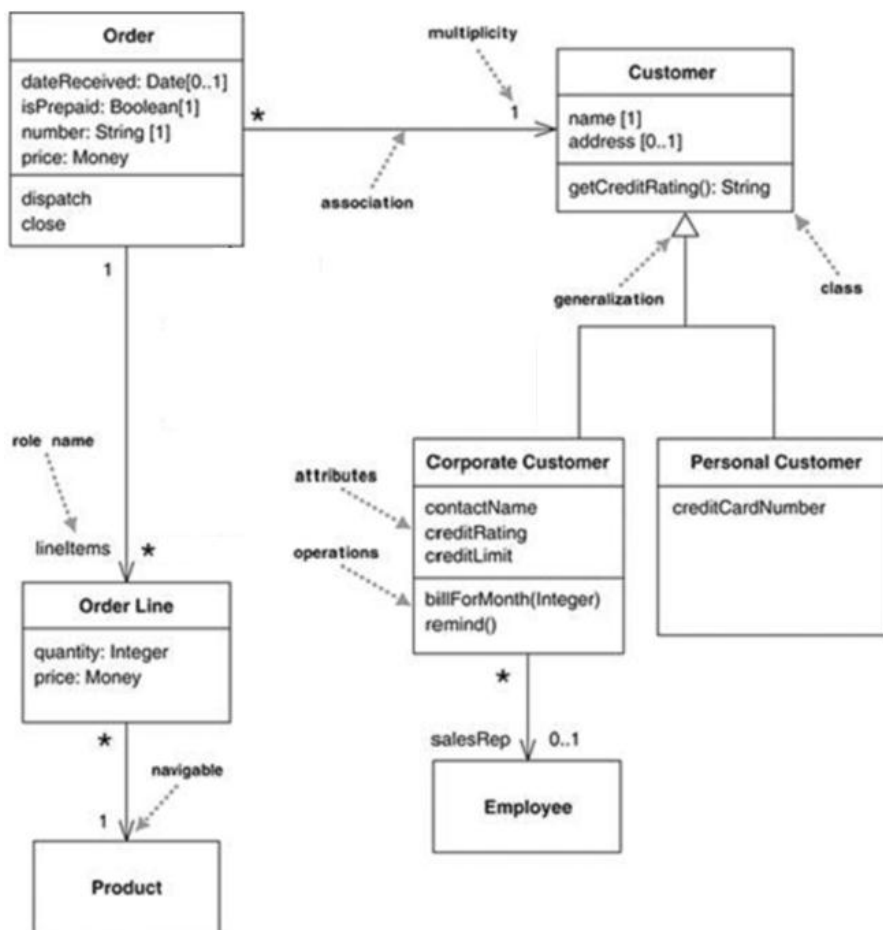 Order
dateReceived: Date[0..1]
isPrepaid: Boolean[1]
number: String [1]
price: Money
dispatch
close
*
multiplicity
1
association
Customer
name [1]
address [0..1]
getCreditRating(): String
generalization
class
1
role name
lineItems
*
Order Line
quantity: Integer
price: Money
*
navigable
1
Product
attributes
operations
Corporate Customer
contactName
creditRating
creditLimit
billForMonth(Integer)
remind()
*
salesRep 0..1
Employee
Personal Customer
creditCardNumber